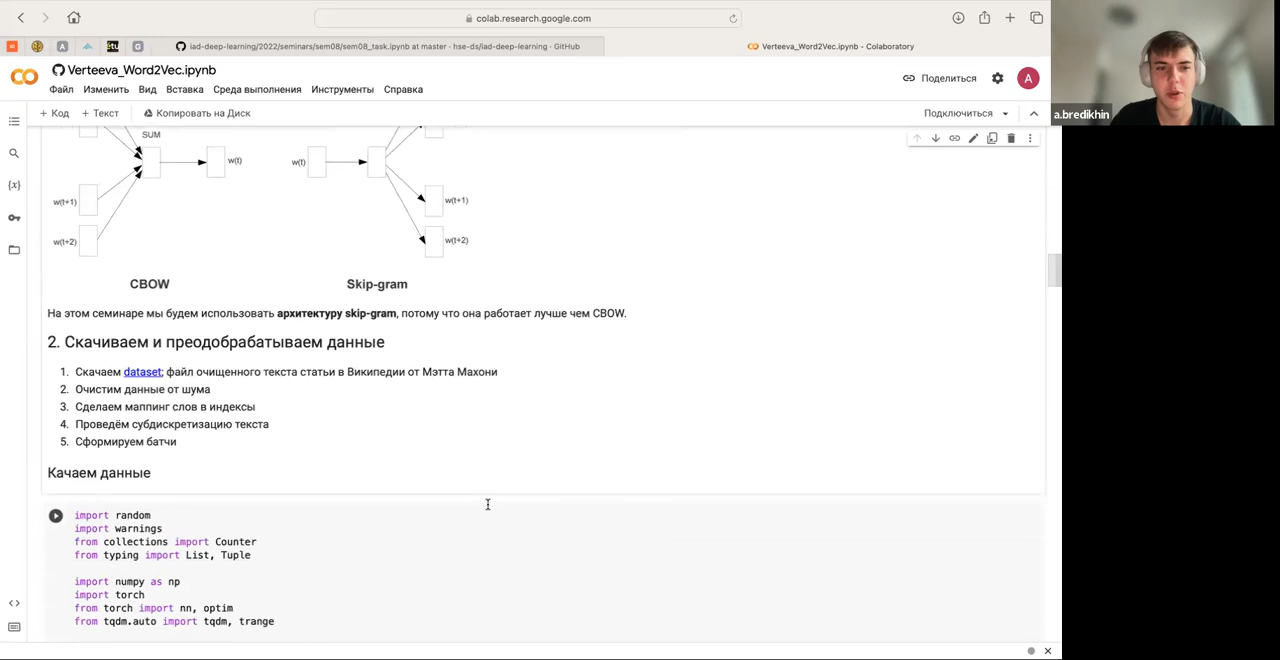 colab.research.google.com
iad-deep-learning/2022/seminars/sem08/sem08_task.ipynb at master · hse-ds/iad-deep-learning · GitHub
Verteeva_Word2Vec.ipynb - Colaboratory
Verteeva_Word2Vec.ipynb
Файл Изменить Вид Вставка Среда выполнения Инструменты Справка
Поделиться
A
a.bredikhin
+ Код + Текст Копировать на Диск
Подключиться
SUM
w(t)
w(t)
w(t+1)
w(t+1)
w(t+2)
w(t+2)
CBOW
Skip-gram
На этом семинаре мы будем использовать архитектуру skip-gram, потому что она работает лучше чем CBOW.
2. Скачиваем и преодобрабатываем данные
1. Скачаем dataset; файл очищенного текста статьи в Википедии от Мэтта Махони
2. Очистим данные от шума
3. Сделаем маппинг слов в индексы
4. Проведём субдискретизацию текста
5. Сформируем батчи
Качаем данные
import random
import warnings
from collections import Counter
from typing import List, Tuple
import numpy as np
import torch
from torch import nn, optim
from tqdm.auto import tqdm, trange